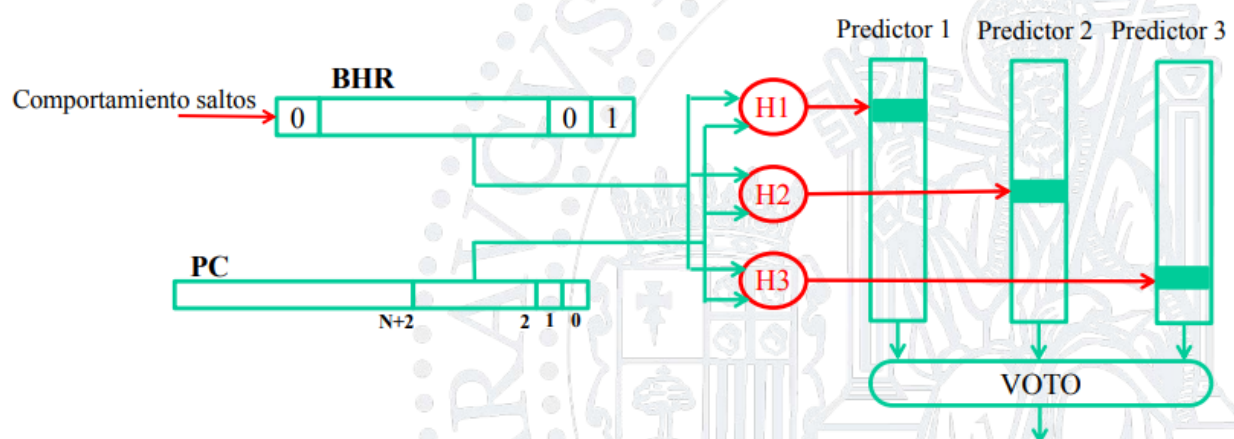 Predictor 1 Predictor 2 Predictor 3
BHR
Comportamiento saltos
0 0 1
H1
H2
H3
PC
N+2 2 1 0
VOTO